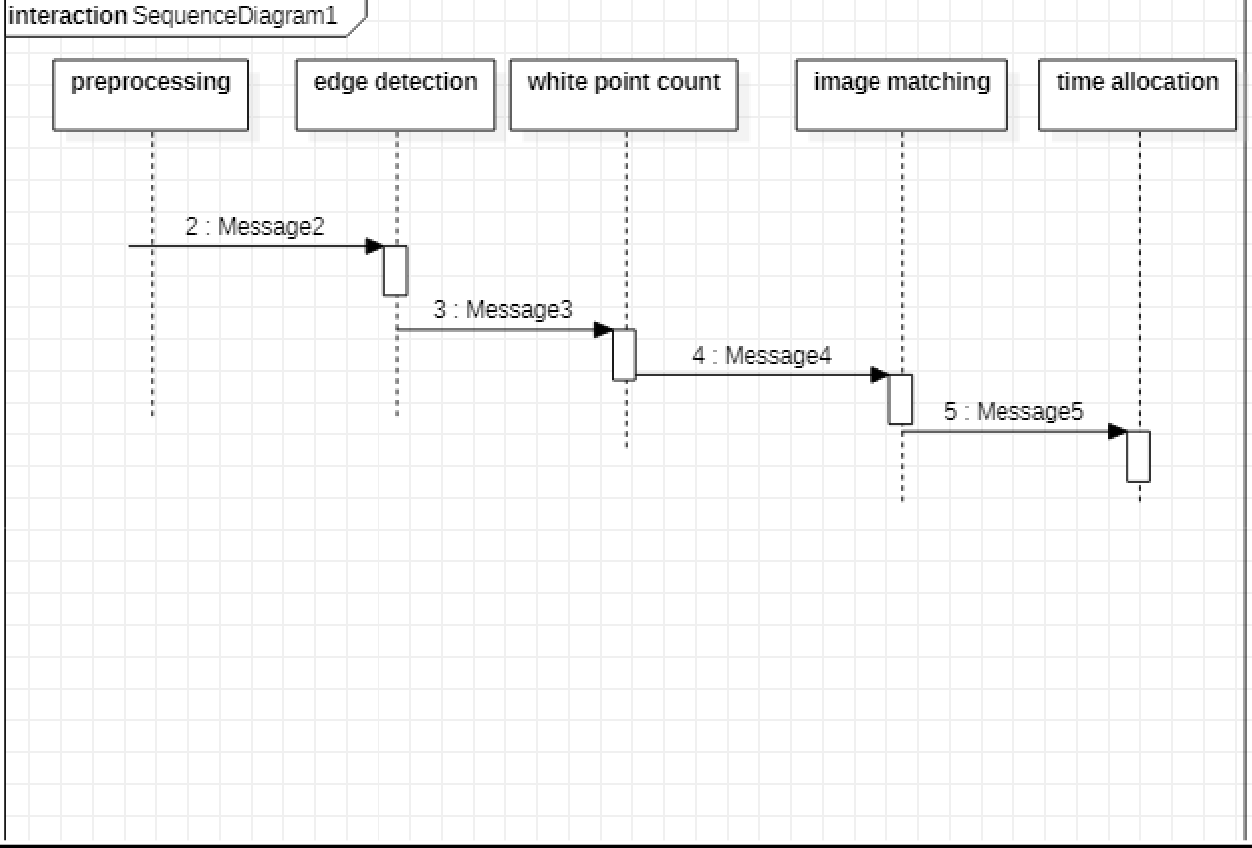 interaction SequenceDiagram1
preprocessing
edge detection
white point count
image matching
time allocation
2 : Message2
3 : Message3
4 : Message4
5 : Message5